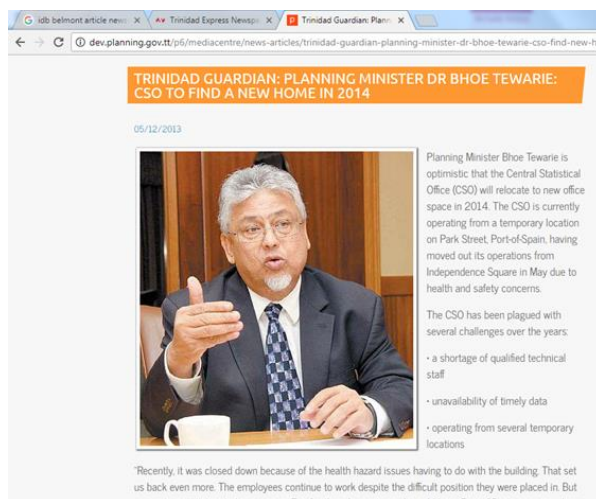 idb belmont article news
Trinidad Express Newspa
Trinidad Guardian: Plann
dev.planning.gov.tt/p6/mediacentre/news-articles/trinidad-guardian-planning-minister-dr-bhoe-tewarie-cso-find-new-h
TRINIDAD GUARDIAN: PLANNING MINISTER DR BHOE TEWARIE:
CSO TO FIND A NEW HOME IN 2014
05/12/2013
Planning Minister Bhoe Tewarie is
optimistic that the Central Statistical
Office (CSO) will relocate to new office
space in 2014. The CSO is currently
operating from a temporary location
on Park Street, Port-of-Spain, having
moved out its operations from
Independence Square in May due to
health and safety concerns.
The CSO has been plagued with
several challenges over the years:
• a shortage of qualified technical
staff
• unavailability of timely data
• operating from several temporary
locations
"Recently, it was closed down because of the health hazard issues having to do with the building. That set
us back even more. The employees continue to work despite the difficult position they were placed in. But